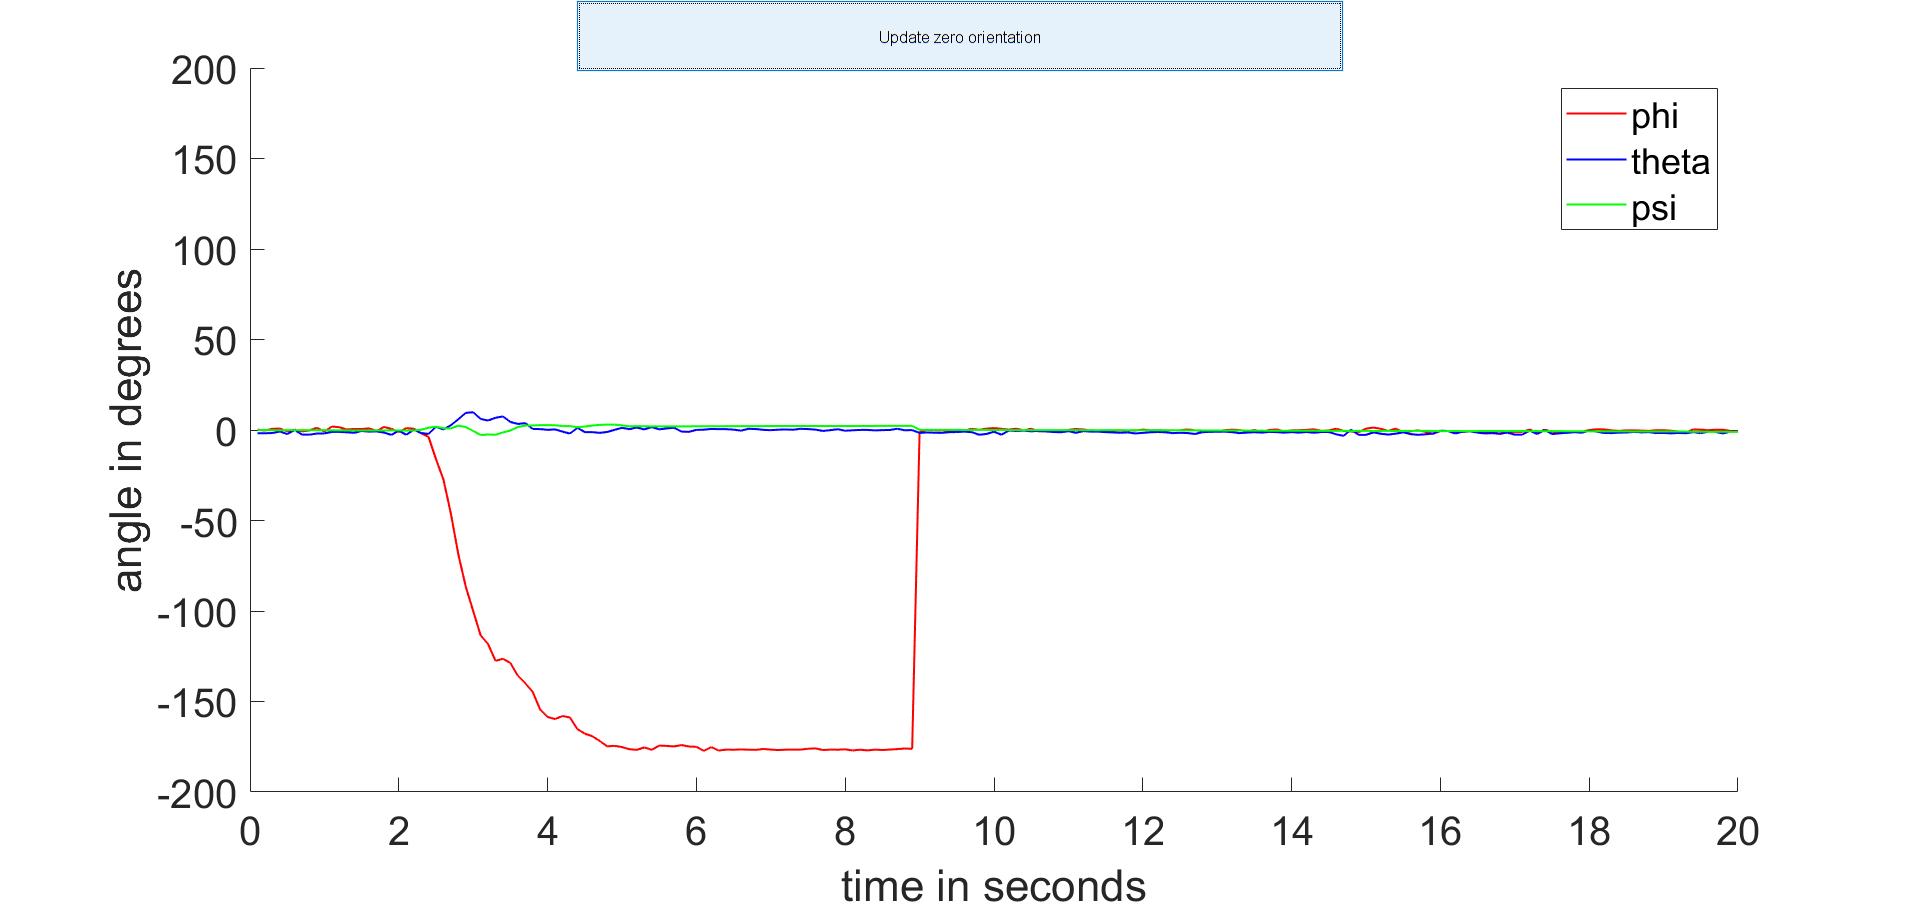 Update zero orientation
200
150
100
50
0
-50
-100
-150
-200
angle in degrees
phi
theta
psi
0 2 4 6 8 10 12 14 16 18 20
time in seconds